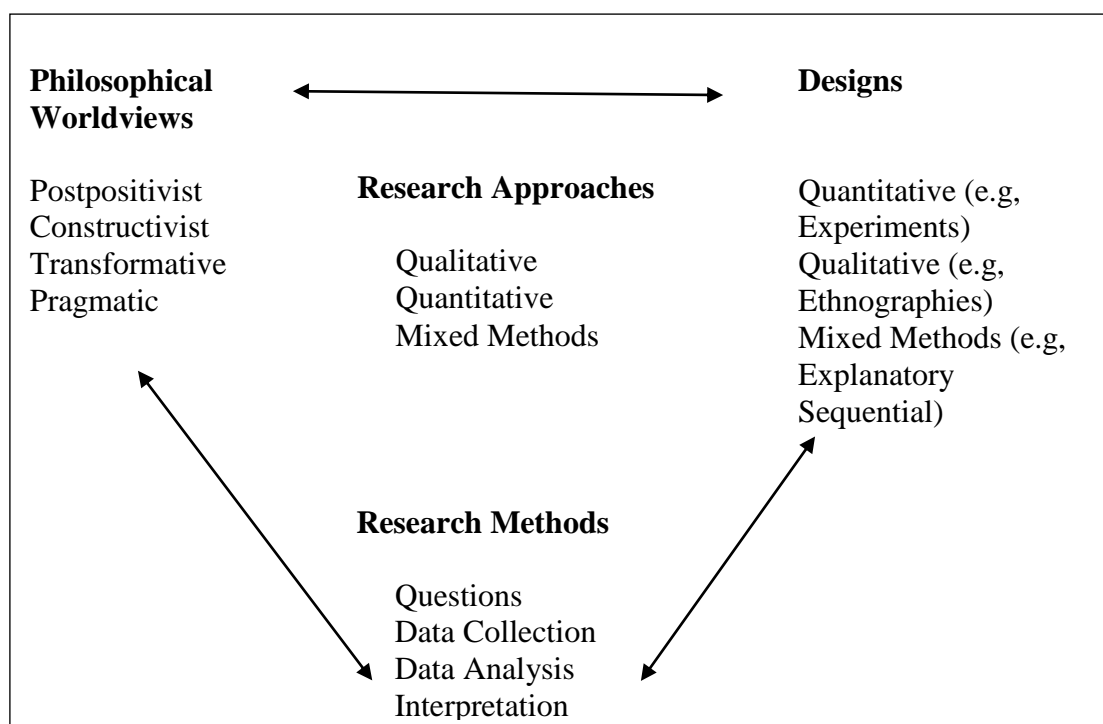 Philosophical
Worldviews
Postpositivist
Constructivist
Transformative
Pragmatic
Research Approaches
Qualitative
Quantitative
Mixed Methods
Designs
Quantitative (e.g,
Experiments)
Qualitative (e.g,
Ethnographies)
Mixed Methods (e.g,
Explanatory
Sequential)
Research Methods
Questions
Data Collection
Data Analysis
Interpretation